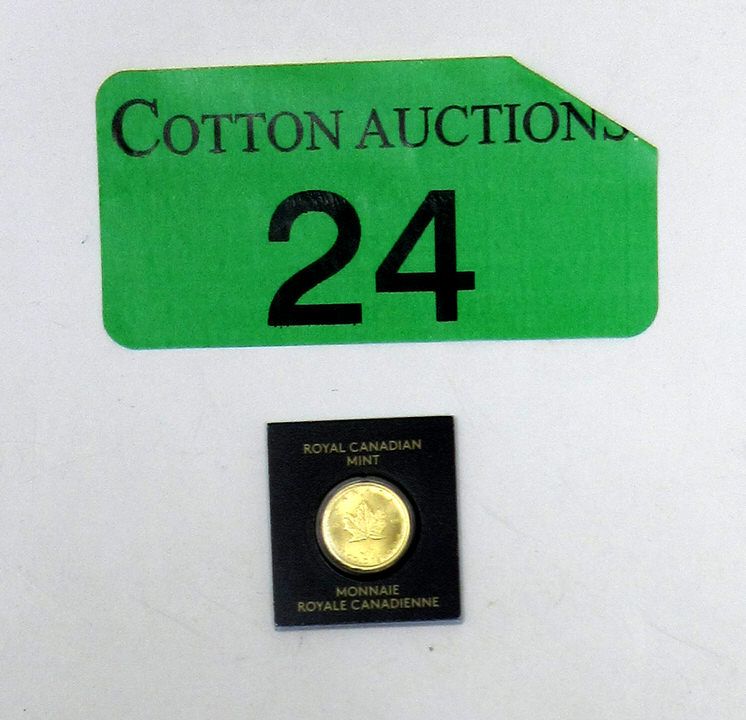 COTTON AUCTIONS
24
ROYAL CANADIAN
MINT
MONNAIE
ROYALE CANADIENNE